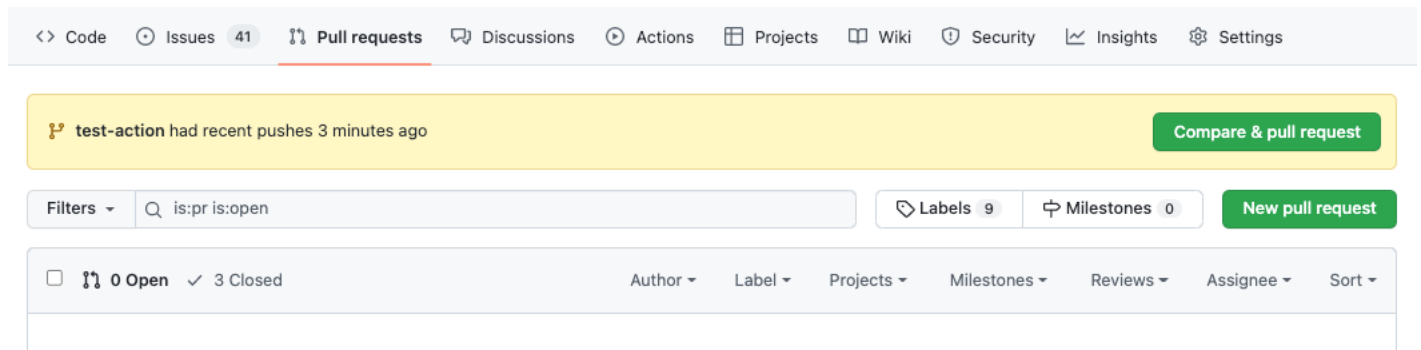 Code Issues 41 Pull requests Discussions Actions Projects Wiki Security Insights Settings
test-action had recent pushes 3 minutes ago Compare & pull request
Filters is:pr is:open Labels 9 Milestones 0 New pull request
0 Open 3 Closed Author Label Projects Milestones Reviews Assignee Sort